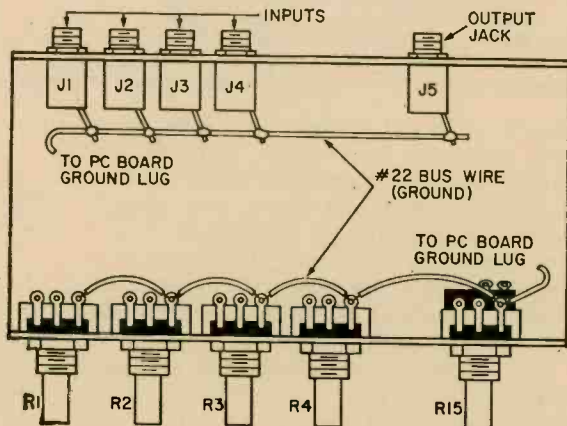 INPUTS
OUTPUT
JACK
J1
J2
J3
J4
J5
TO PC BOARD
GROUND LUG
#22 BUS WIRE
(GROUND)
TO PC BOARD
GROUND LUG
R1
R2
R3
R4
R15